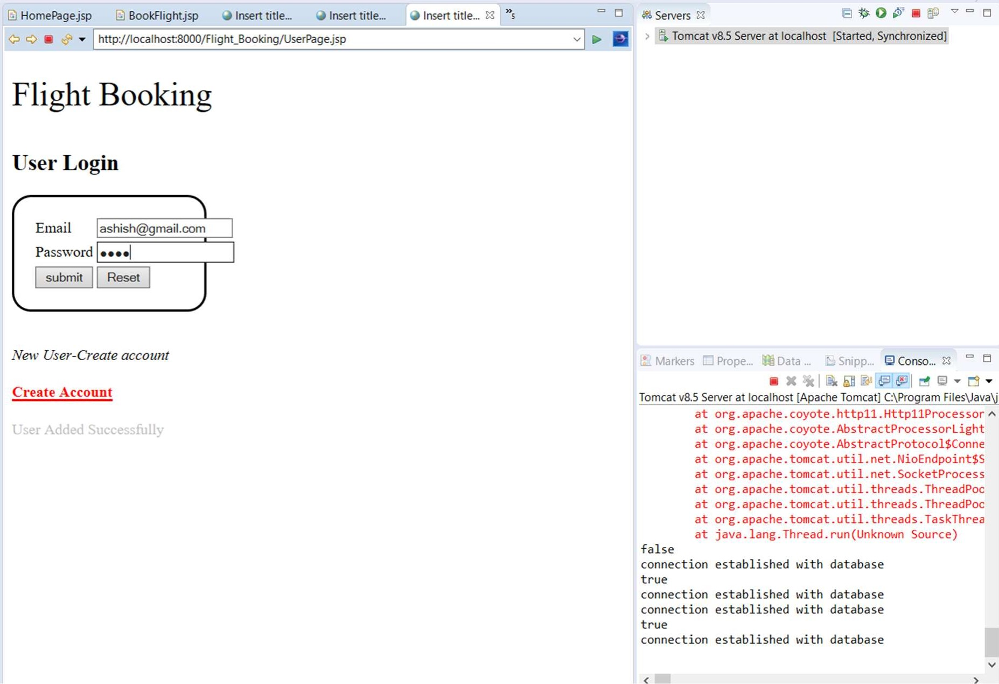 HomePage.jsp BookFlight.jsp Insert title... Insert title... Insert title... »5
http://localhost:8000/Flight_Booking/UserPage.jsp
Flight Booking
User Login
Email ashish@gmail.com
Password ●●●●
submit Reset
New User-Create account
Create Account
User Added Successfully
Servers
Tomcat v8.5 Server at localhost [Started, Synchronized]
Markers Prope... Data ... Snipp... Conso...
Tomcat v8.5 Server at localhost [Apache Tomcat] C:\Program Files\Java\j
at org.apache.coyote.http11.Http11Processor
at org.apache.coyote.AbstractProcessorLight
at org.apache.coyote.AbstractProtocol$Conne
at org.apache.tomcat.util.net.NioEndpoint$S
at org.apache.tomcat.util.net.SocketProcess
at org.apache.tomcat.util.threads.ThreadPoo
at org.apache.tomcat.util.threads.ThreadPoo
at org.apache.tomcat.util.threads.TaskThrea
at java.lang.Thread.run(Unknown Source)
false
connection established with database
true
connection established with database
connection established with database
true
connection established with database